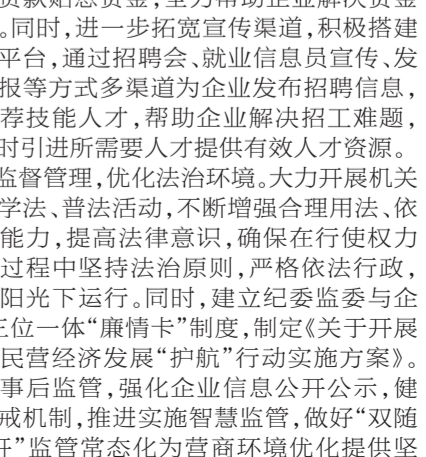 贷款贴息资金,全力帮助企业解决资金
。同时,进一步拓宽宣传渠道,积极搭建
平台,通过招聘会、就业信息员宣传、发
报等方式多渠道为企业发布招聘信息,
荐技能人才,帮助企业解决招工难题,
时引进所需要人才提供有效人才资源。
监督管理,优化法治环境。大力开展机关
学法、普法活动,不断增强合理用法、依
能力,提高法律意识,确保在行使权力
过程中坚持法治原则,严格依法行政,
阳光下运行。同时,建立纪委监委与企
三位一体“廉情卡”制度,制定《关于开展
民营经济发展“护航”行动实施方案》。
事后监管,强化企业信息公开公示,健
戒机制,推进实施智慧监管,做好“双随
开”监管常态化为营商环境优化提供坚